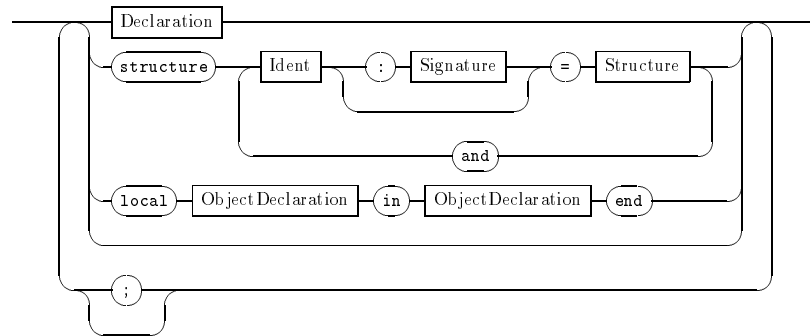 Declaration
structure Ident : Signature = Structure
and
local ObjectDeclaration in ObjectDeclaration end
;